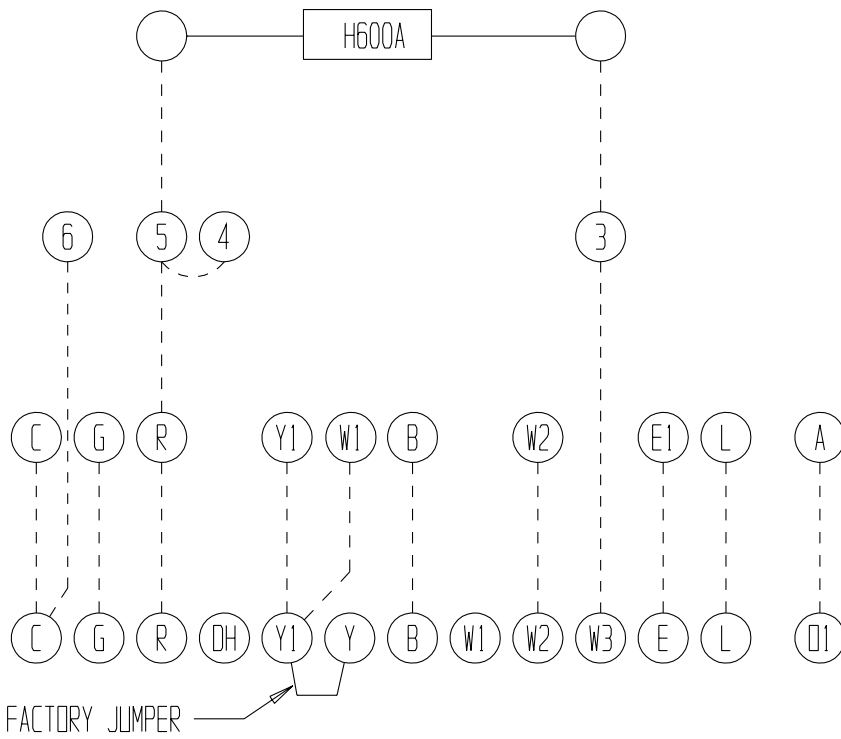 H600A
6 5 4 3
C G R Y1 W1 B W2 E1 L A
C G R DH Y1 Y B W1 W2 W3 E L O1
FACTORY JUMPER